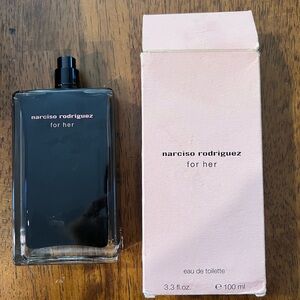 narciso rodriguez
for her
narciso rodriguez
for her
eau de toilette
3.3 fl.oz. ℮ 100 ml